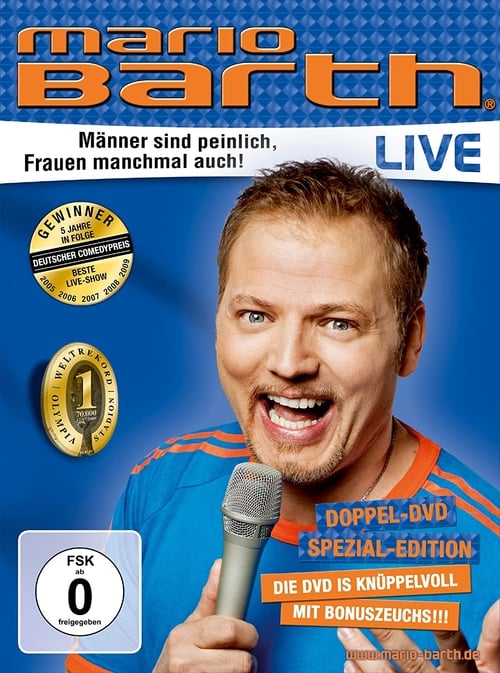 mario
BARTH®
Männer sind peinlich,
Frauen manchmal auch!
LIVE
GEWINNER
5 JAHRE
IN FOLGE
DEUTSCHER COMEDYPREIS
BESTE
LIVE-SHOW
2005 2006 2007 2008 2009
WELTREKORD
1
70.000
OLYMPIA
STADION
DOPPEL-DVD
SPEZIAL-EDITION
DIE DVD IS KNÜPPELVOLL
MIT BONUSZEUCHS!!!
FSK
ab
0
freigegeben
www.mario-barth.de